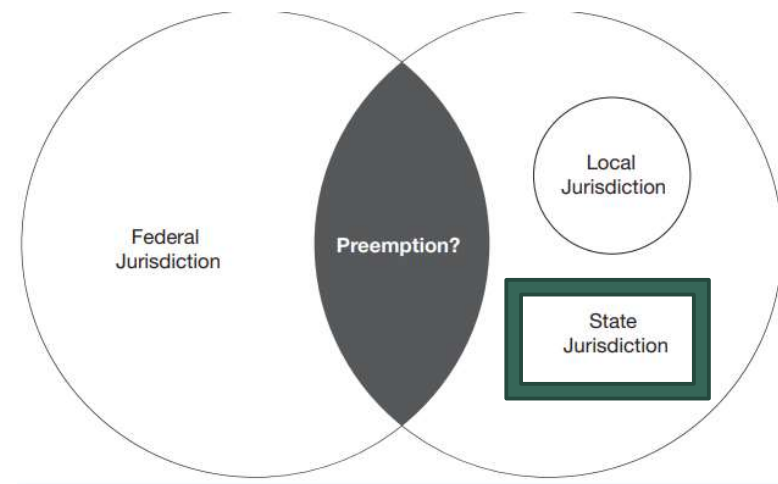 Federal
Jurisdiction
Preemption?
Local
Jurisdiction
State
Jurisdiction